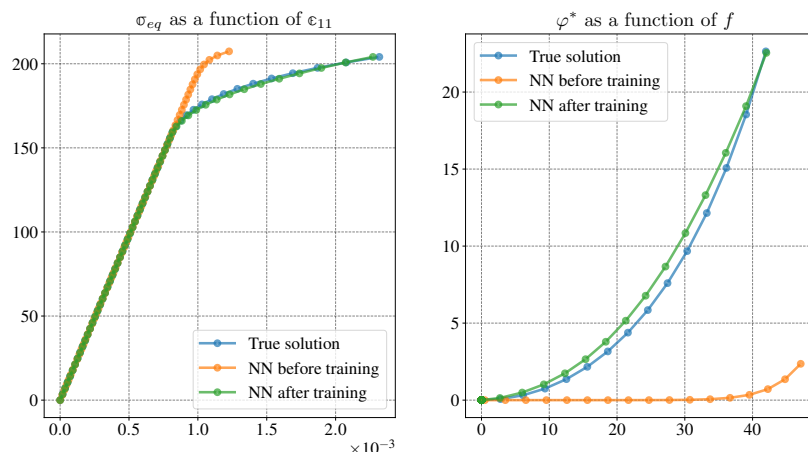 σ_eq as a function of ε₁₁
200
150
100
50
0
True solution
NN before training
NN after training
0.0 0.5 1.0 1.5 2.0
×10⁻³
φ* as a function of f
True solution
NN before training
NN after training
20
15
10
5
0
0 10 20 30 40